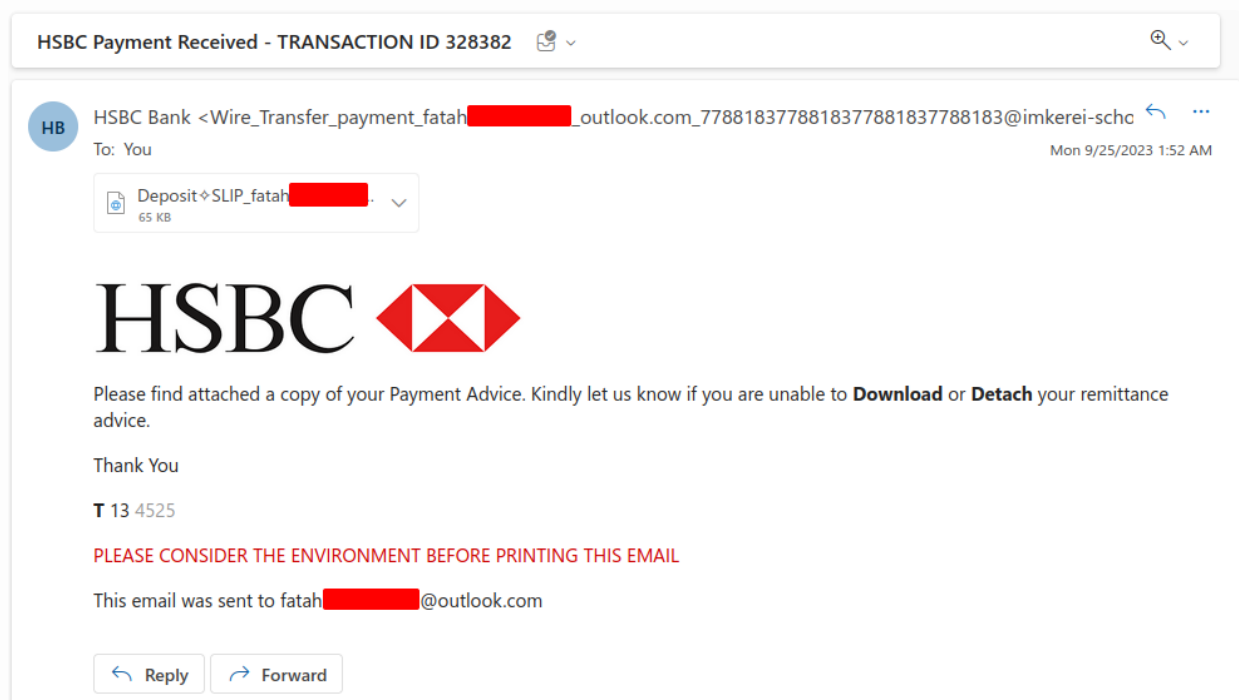 HSBC Payment Received - TRANSACTION ID 328382
HB
HSBC Bank <Wire_Transfer_payment_fatah _outlook.com_7788183778818377881837788183@imkerei-scho
To: You
Mon 9/25/2023 1:52 AM
Deposit✧SLIP_fatah ..
65 KB
HSBC
Please find attached a copy of your Payment Advice. Kindly let us know if you are unable to Download or Detach your remittance
advice.
Thank You
T 13 4525
PLEASE CONSIDER THE ENVIRONMENT BEFORE PRINTING THIS EMAIL
This email was sent to fatah @outlook.com
Reply
Forward